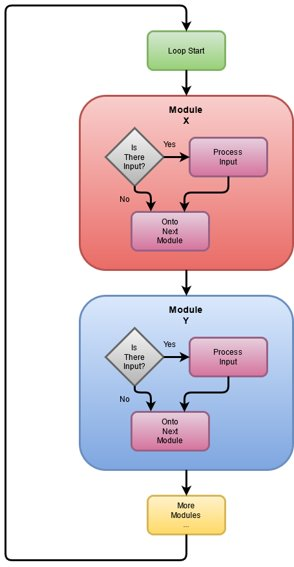 Loop Start
Module
X
Is
There
Input?
Yes
Process
Input
No
Onto
Next
Module
Module
Y
Is
There
Input?
Yes
Process
Input
No
Onto
Next
Module
More
Modules
...